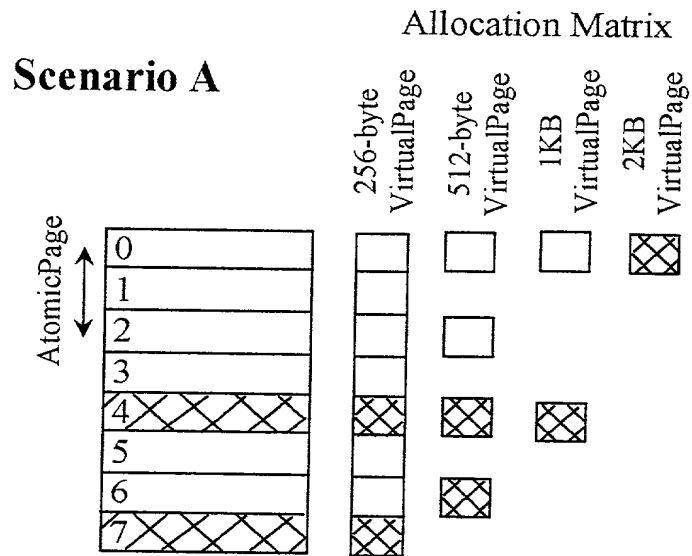 Allocation Matrix
Scenario A
256-byte
VirtualPage
512-byte
VirtualPage
1KB
VirtualPage
2KB
VirtualPage
AtomicPage
0
1
2
3
4
5
6
7